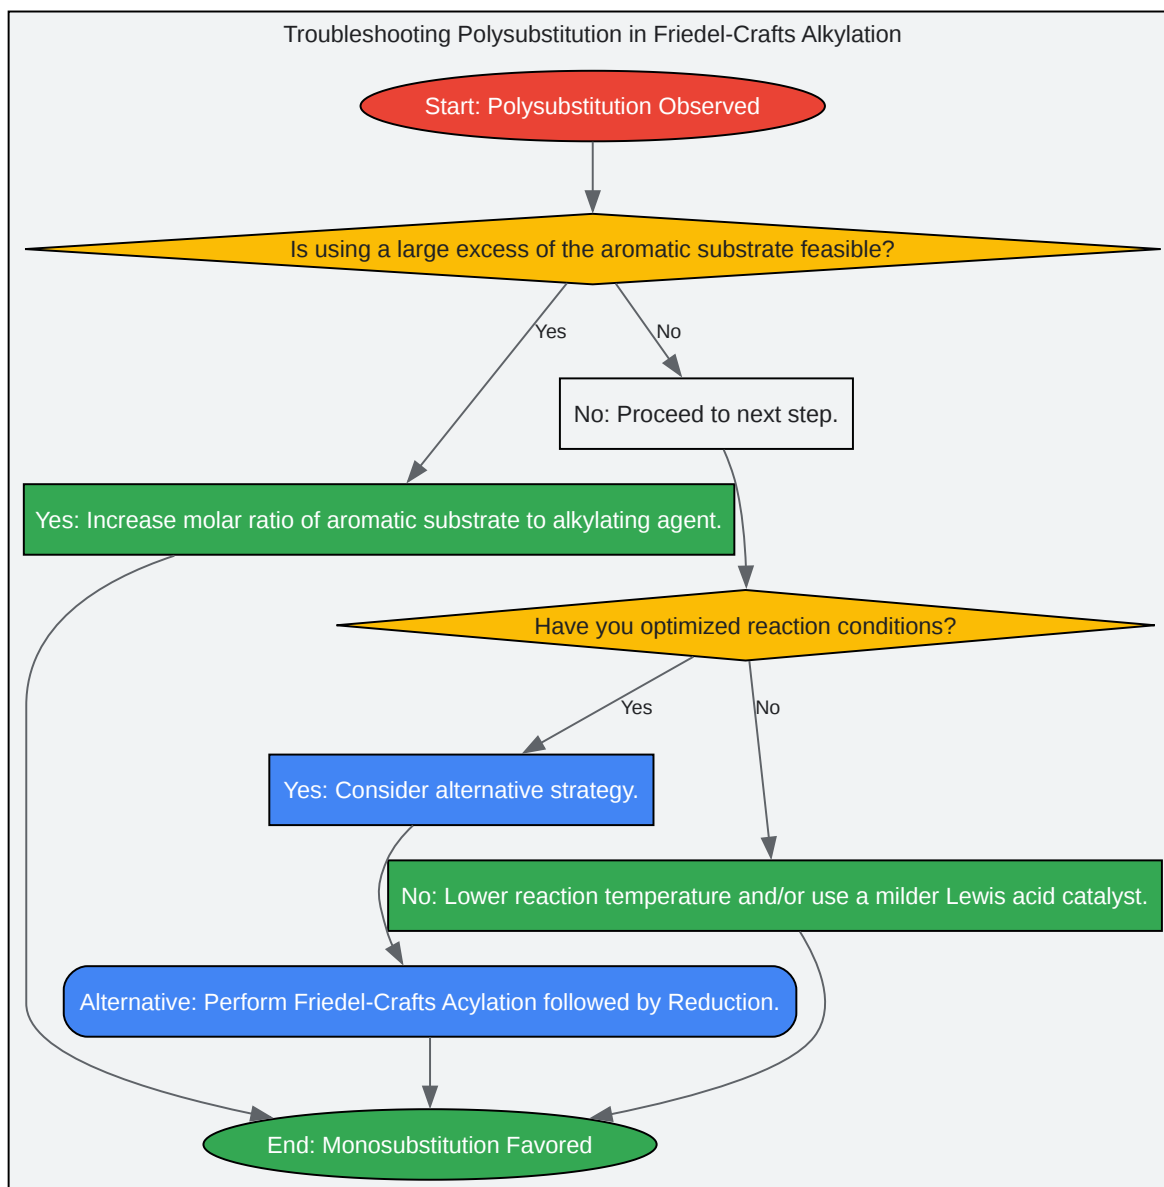 Troubleshooting Polysubstitution in Friedel-Crafts Alkylation
Start: Polysubstitution Observed
Is using a large excess of the aromatic substrate feasible?
Yes
No
No: Proceed to next step.
Yes: Increase molar ratio of aromatic substrate to alkylating agent.
Have you optimized reaction conditions?
Yes
No
Yes: Consider alternative strategy.
No: Lower reaction temperature and/or use a milder Lewis acid catalyst.
Alternative: Perform Friedel-Crafts Acylation followed by Reduction.
End: Monosubstitution Favored